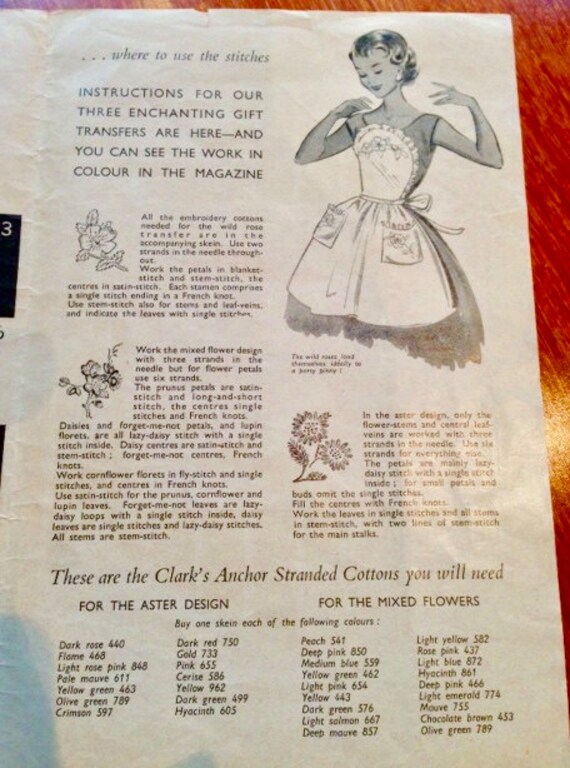 . . . where to use the stitches
INSTRUCTIONS FOR OUR
THREE ENCHANTING GIFT
TRANSFERS ARE HERE—AND
YOU CAN SEE THE WORK IN
COLOUR IN THE MAGAZINE
3
All the embroidery cottons
needed for the wild rose
transfer are in the
accompanying skein. Use two
strands in the needle through-
out.
Work the petals in blanket-
stitch and stem-stitch, the
centres in satin-stitch. Each stamen comprises
a single stitch ending in a French knot.
Use stem-stitch also for stems and leaf-veins,
and indicate the leaves with single stitches.
The wild roses lend
themselves ideally to
a pinny !
Work the mixed flower design
with three strands in the
needle but for flower petals
use six strands.
The prunus petals are satin-
stitch and long-and-short
stitch, the centres single
stitches and French knots.
Daisies and forget-me-not petals, and lupin
florets, are all lazy-daisy stitch with a single
stitch inside. Daisy centres are satin-stitch and
stem-stitch ; forget-me-not centres, French
knots.
Work cornflower florets in fly-stitch and single
stitches, and centres in French knots.
Use satin-stitch for the prunus, cornflower and
lupin leaves. Forget-me-not leaves are lazy-
daisy loops with a single stitch inside, daisy
leaves are single stitches and lazy-daisy stitches.
All stems are stem-stitch.
In the aster design, only the
flower-stems and central leaf-
veins are worked with three
strands in the needle. Use six
strands for everything else.
The petals are mainly lazy-
daisy stitch with a single stitch
inside ; for small petals and
buds omit the single stitches.
Fill the centres with French knots.
Work the leaves in single stitches and all stems
in stem-stitch, with two lines of stem-stitch
for the main stalks.
These are the Clark's Anchor Stranded Cottons you will need
FOR THE ASTER DESIGN
FOR THE MIXED FLOWERS
Buy one skein each of the following colours :
Dark rose 440
Flame 468
Light rose pink 848
Pale mauve 611
Yellow green 463
Olive green 789
Crimson 597
Dark red 750
Gold 733
Pink 655
Cerise 586
Yellow 962
Dark green 499
Hyacinth 605
Peach 541
Deep pink 850
Medium blue 559
Yellow green 462
Light pink 654
Yellow 443
Dark green 576
Light salmon 667
Deep mauve 857
Light yellow 582
Rose pink 437
Light blue 872
Hyacinth 861
Deep pink 466
Light emerald 774
Mauve 755
Chocolate brown 453
Olive green 789